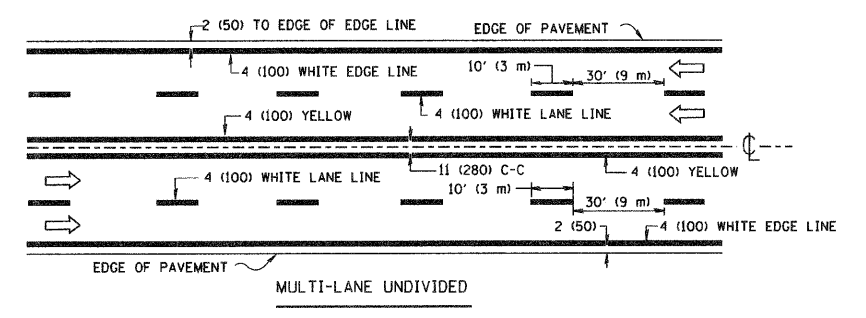 2 (50) TO EDGE OF EDGE LINE
EDGE OF PAVEMENT
4 (100) WHITE EDGE LINE
10' (3 m)
30' (9 m)
4 (100) YELLOW
4 (100) WHITE LANE LINE
℄
11 (280) C-C
4 (100) YELLOW
4 (100) WHITE LANE LINE
10' (3 m)
30' (9 m)
2 (50)
4 (100) WHITE EDGE LINE
EDGE OF PAVEMENT
MULTI-LANE UNDIVIDED